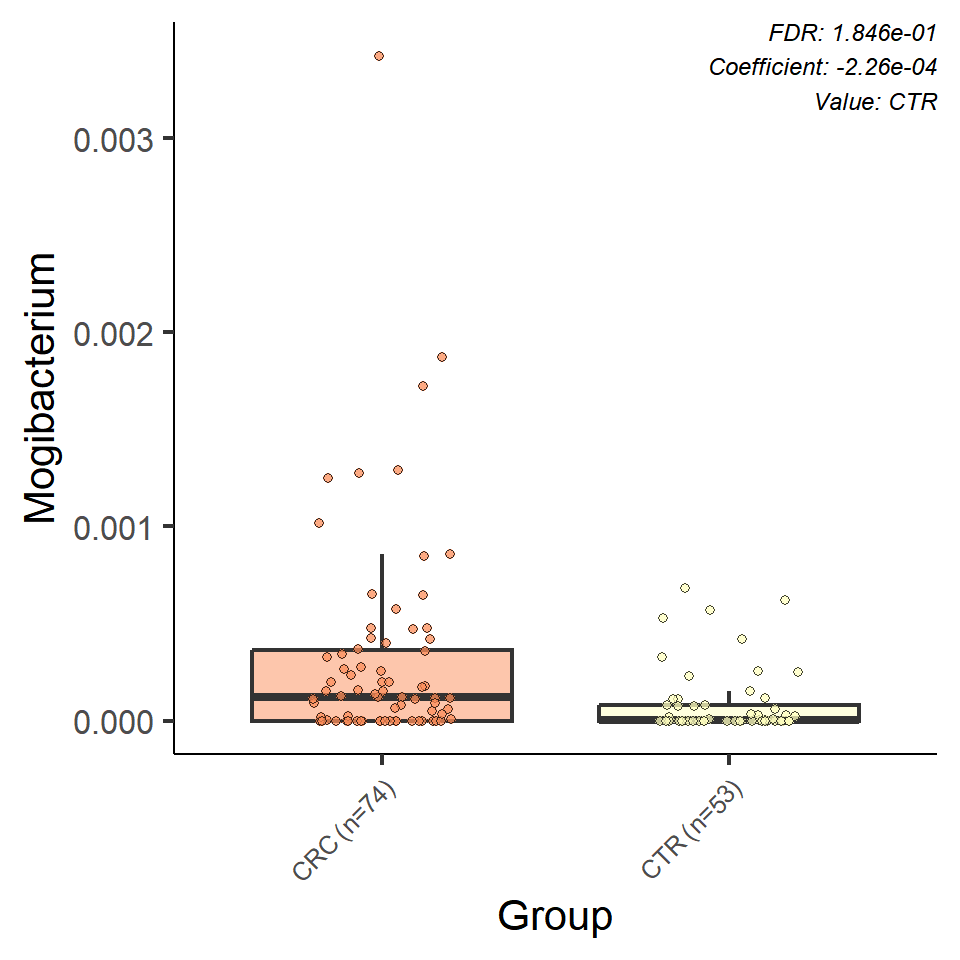 FDR: 1.846e-01
Coefficient: -2.26e-04
Value: CTR
0.003
0.002
0.001
0.000
Mogibacterium
CRC (n=74)
CTR (n=53)
Group